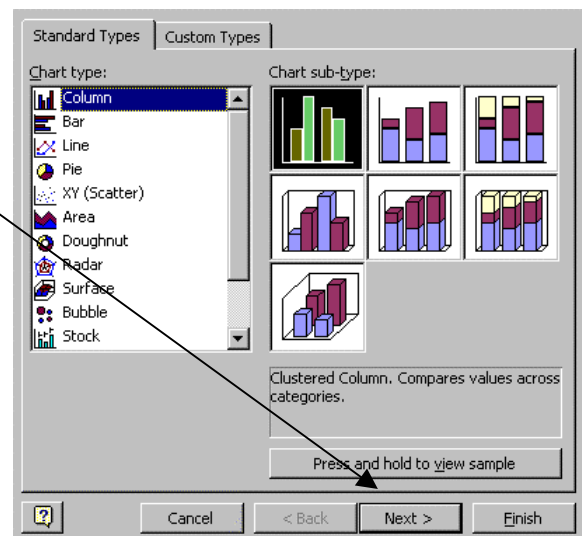 Standard Types
Custom Types
Chart type:
Chart sub-type:
Column
Bar
Line
Pie
XY (Scatter)
Area
Doughnut
Radar
Surface
Bubble
Stock
Clustered Column. Compares values across
categories.
Press and hold to view sample
Cancel
< Back
Next >
Finish